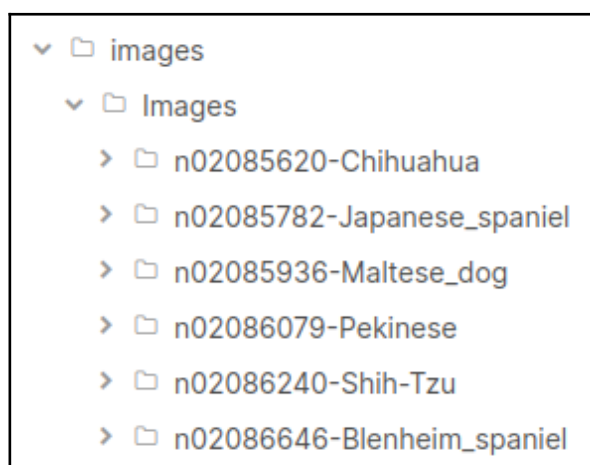 images
Images
n02085620-Chihuahua
n02085782-Japanese_spaniel
n02085936-Maltese_dog
n02086079-Pekinese
n02086240-Shih-Tzu
n02086646-Blenheim_spaniel